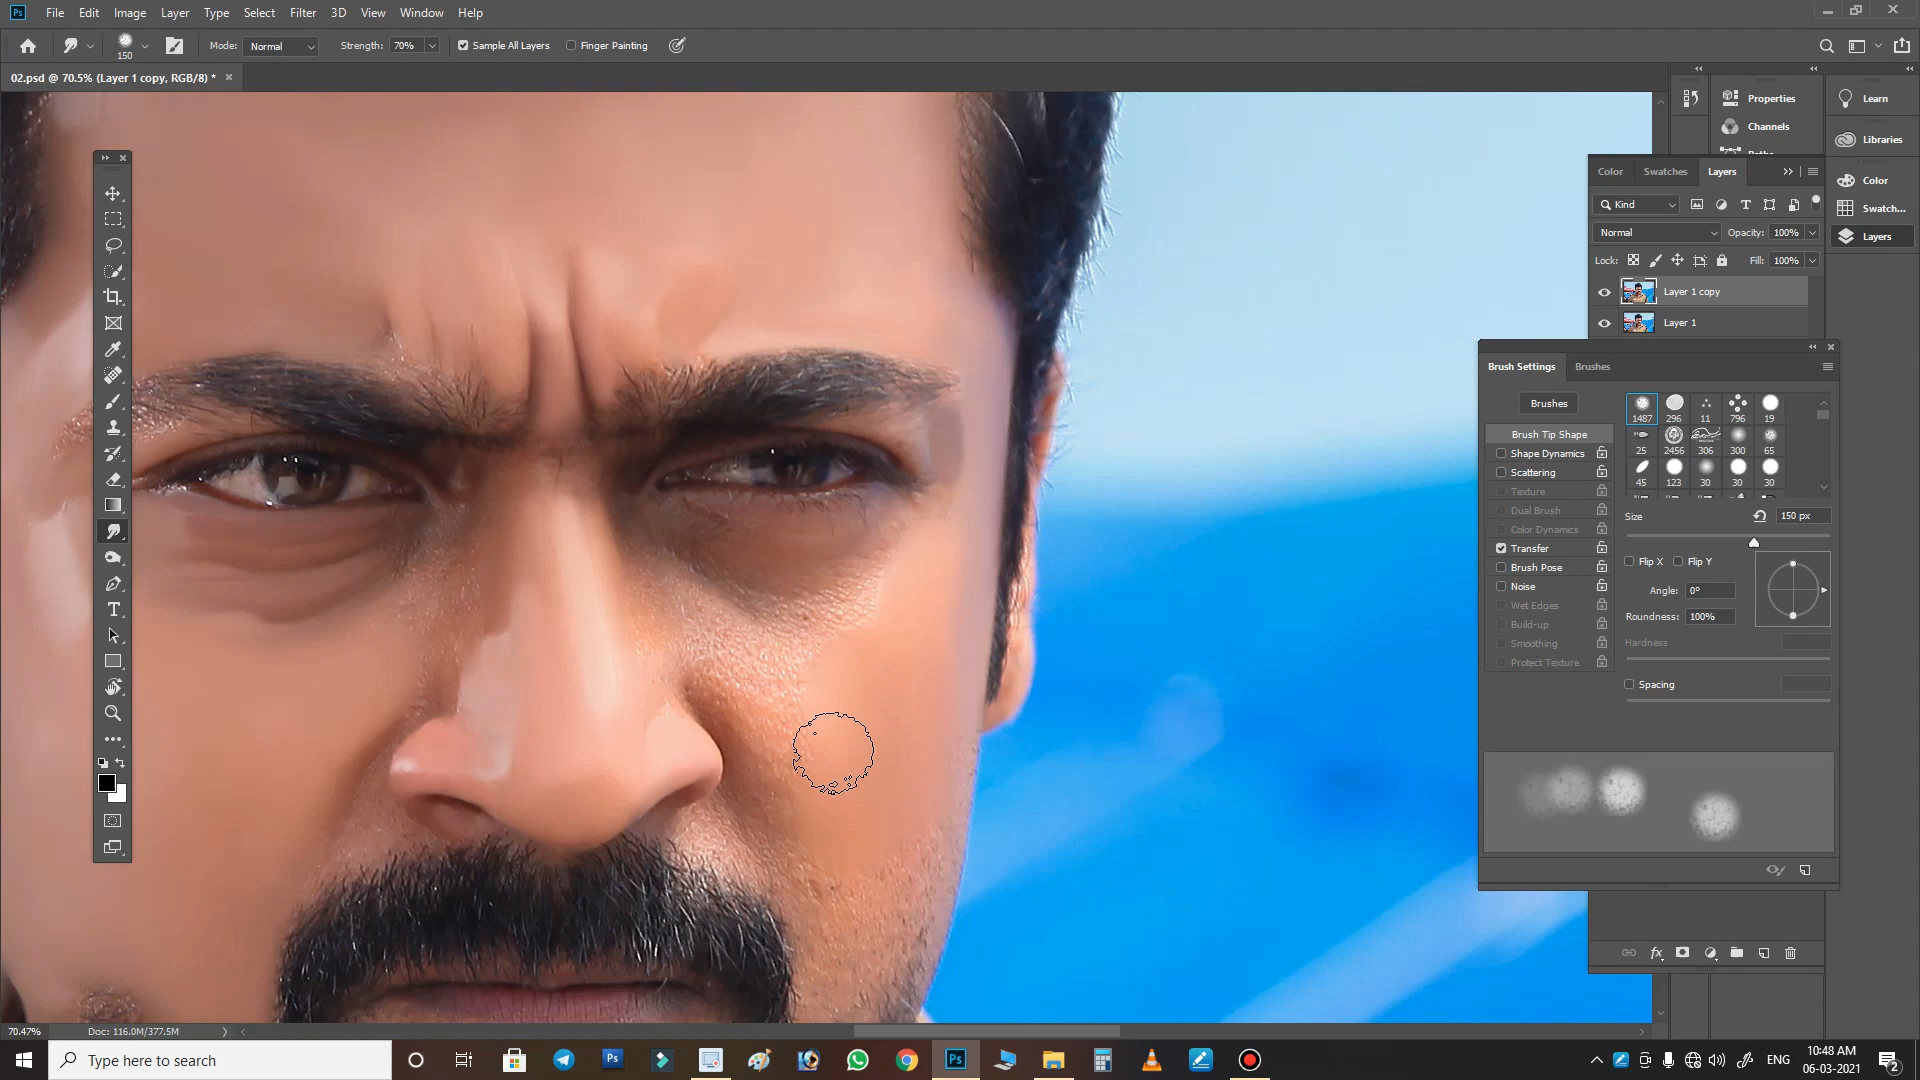 Ps File Edit Image Layer Type Select Filter 3D View Window Help
150 Mode: Normal Strength: 70% Sample All Layers Finger Painting
02.psd @ 70.5% (Layer 1 copy, RGB/8) *
Properties
Channels
Learn
Libraries
Color
Swatch...
Layers
Color Swatches Layers
Kind
Normal Opacity: 100%
Lock: Fill: 100%
Layer 1 copy
Layer 1
Brush Settings Brushes
Brushes
Brush Tip Shape
Shape Dynamics
Scattering
Texture
Dual Brush
Color Dynamics
Transfer
Brush Pose
Noise
Wet Edges
Build-up
Smoothing
Protect Texture
1487 296 11 796 19
25 2456 306 300 65
45 123 30 30 30
Size 150 px
Flip X Flip Y
Angle: 0°
Roundness: 100%
Hardness
Spacing
fx
T
70.47% Doc: 116.0M/377.5M
Type here to search
Ps
Ps
ENG
10:48 AM
06-03-2021
2